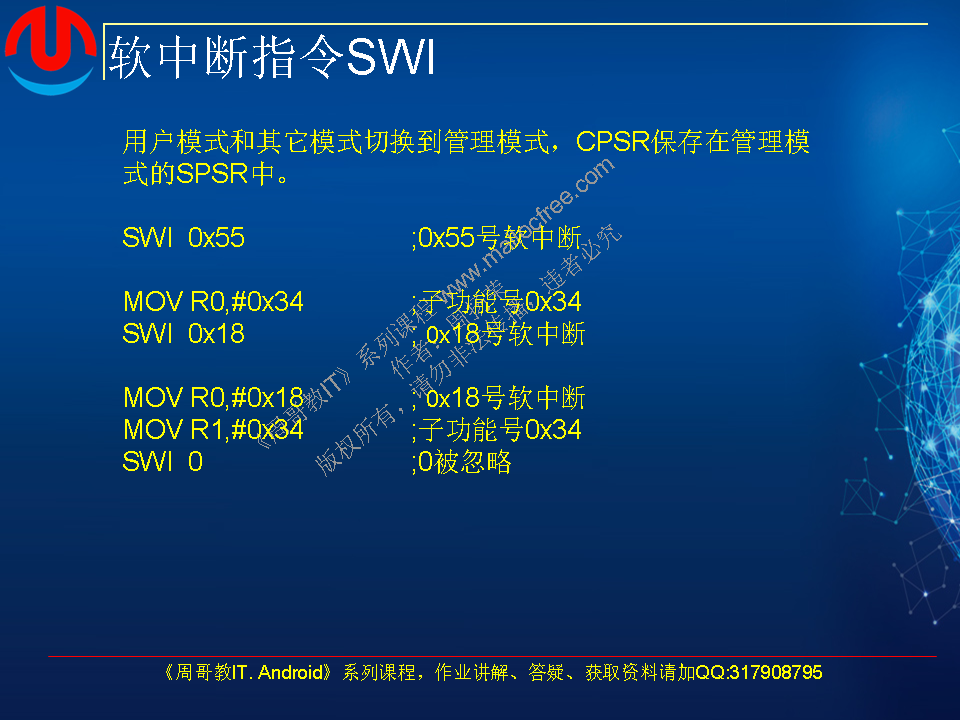 软中断指令SWI
用户模式和其它模式切换到管理模式，CPSR保存在管理模
式的SPSR中。
SWI 0x55 ;0x55号软中断
MOV R0,#0x34 ;子功能号0x34
SWI 0x18 ; 0x18号软中断
MOV R0,#0x18 ; 0x18号软中断
MOV R1,#0x34 ;子功能号0x34
SWI 0 ;0被忽略
《周哥教IT》系列课程 www.maiocfree.com
作者：周
版权所有，请勿非法传播，违者必究
《周哥教IT. Android》系列课程，作业讲解、答疑、获取资料请加QQ:317908795